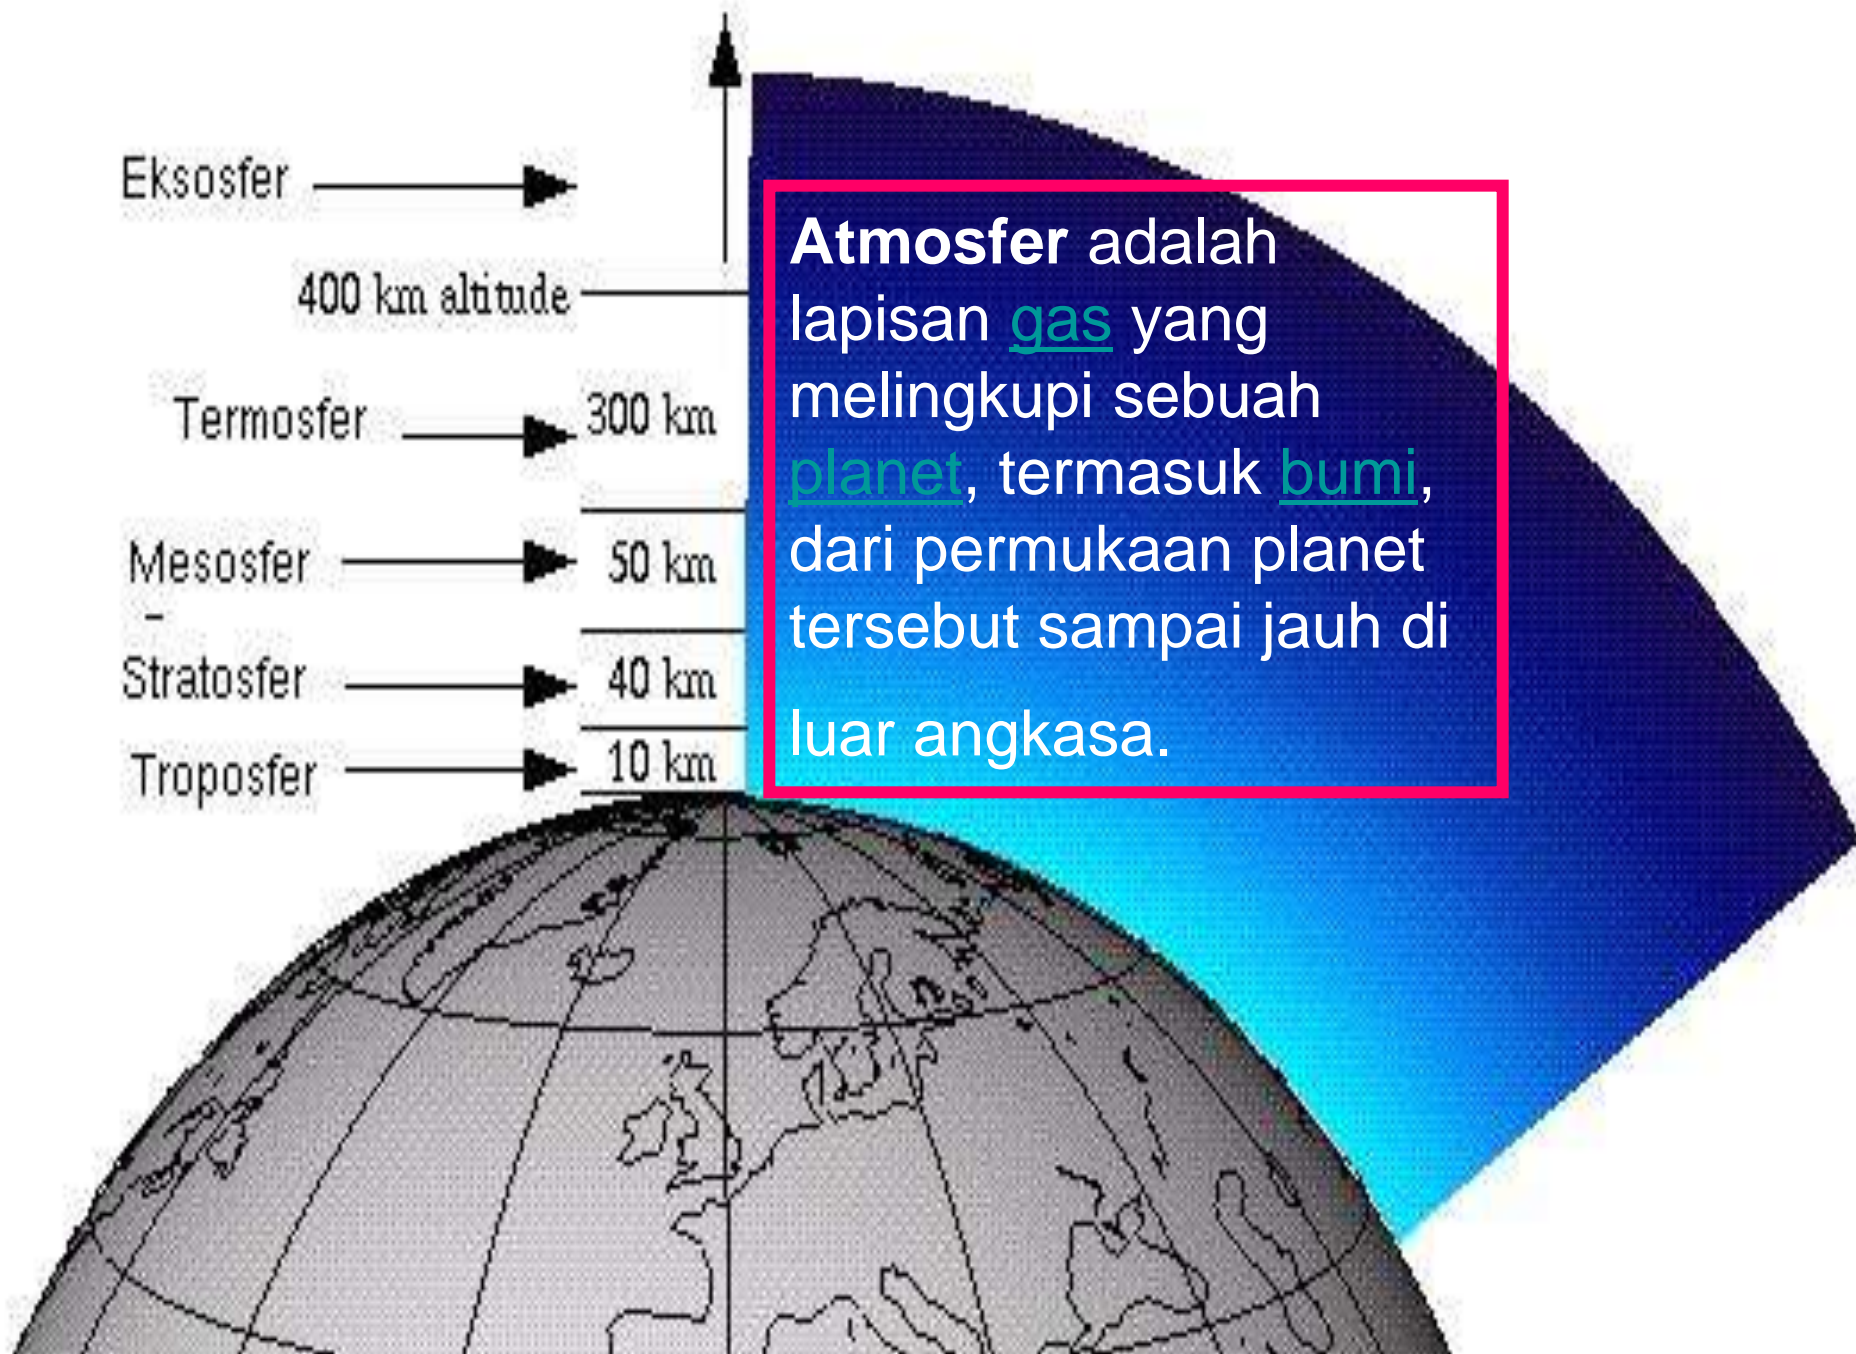 Eksosfer
400 km altitude
Termosfer 300 km
Mesosfer 50 km
Stratosfer 40 km
Troposfer 10 km
Atmosfer adalah
lapisan gas yang
melingkupi sebuah
planet, termasuk bumi,
dari permukaan planet
tersebut sampai jauh di
luar angkasa.